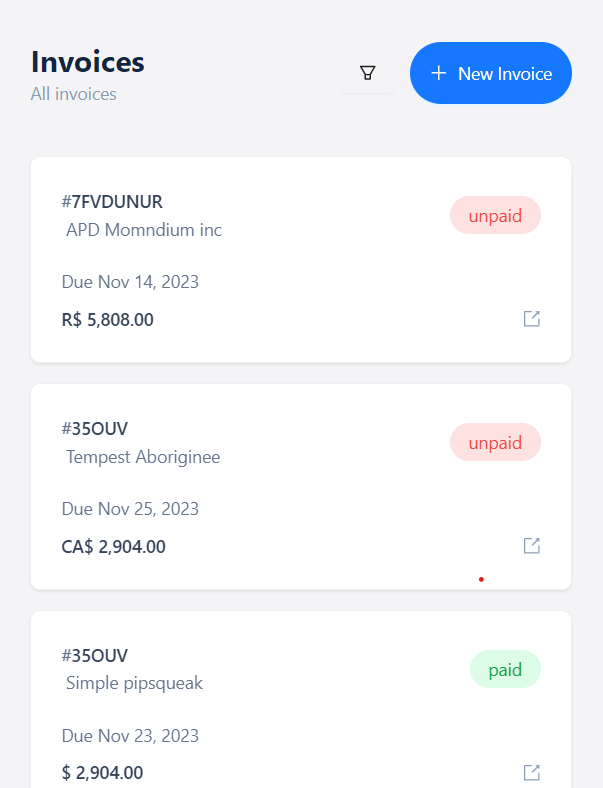 Invoices
All invoices
New Invoice
#7FVDUNUR
APD Momndium inc
unpaid
Due Nov 14, 2023
R$ 5,808.00
#35OUV
Tempest Aboriginee
unpaid
Due Nov 25, 2023
CA$ 2,904.00
#35OUV
Simple pipsqueak
paid
Due Nov 23, 2023
$ 2,904.00